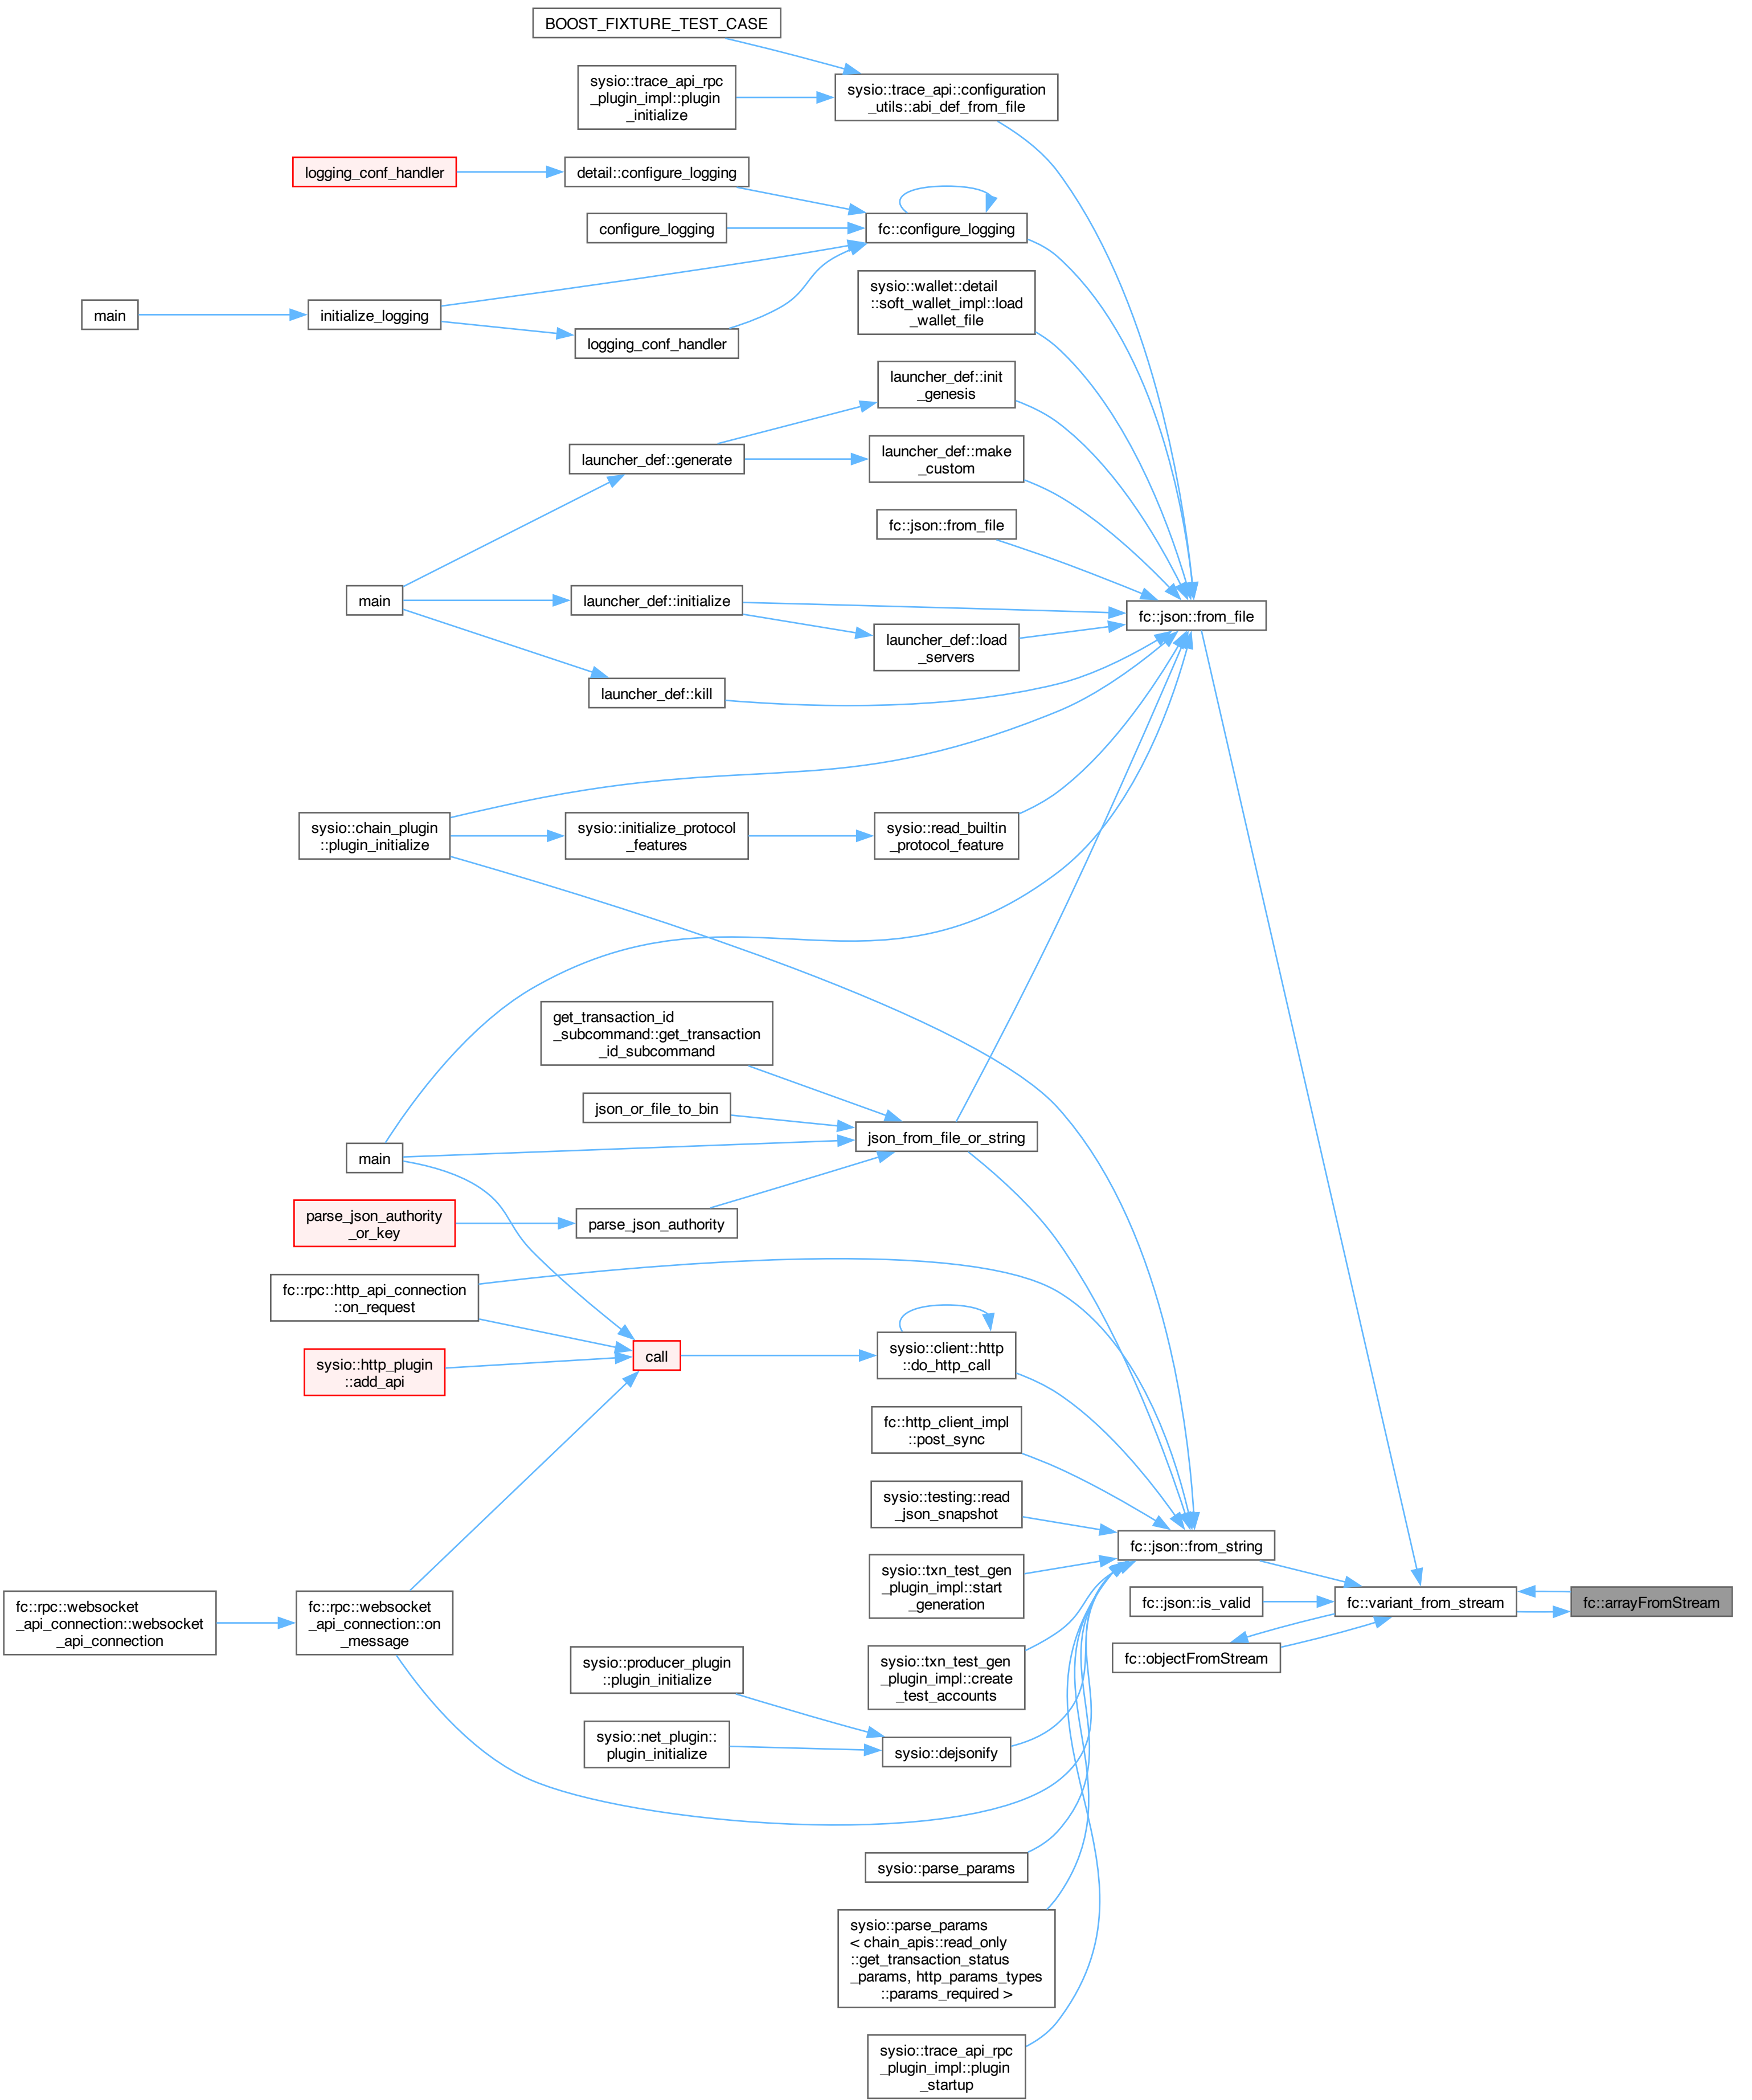 BOOST_FIXTURE_TEST_CASE
sysio::trace_api_rpc
_plugin_impl::plugin
_initialize
sysio::trace_api::configuration
_utils::abi_def_from_file
logging_conf_handler
detail::configure_logging
configure_logging
fc::configure_logging
sysio::wallet::detail
::soft_wallet_impl::load
_wallet_file
main
initialize_logging
logging_conf_handler
launcher_def::init
_genesis
launcher_def::generate
launcher_def::make
_custom
fc::json::from_file
main
launcher_def::initialize
fc::json::from_file
launcher_def::load
_servers
launcher_def::kill
sysio::chain_plugin
::plugin_initialize
sysio::initialize_protocol
_features
sysio::read_builtin
_protocol_feature
get_transaction_id
_subcommand::get_transaction
_id_subcommand
json_or_file_to_bin
json_from_file_or_string
main
parse_json_authority
_or_key
parse_json_authority
fc::rpc::http_api_connection
::on_request
call
sysio::client::http
::do_http_call
sysio::http_plugin
::add_api
fc::http_client_impl
::post_sync
sysio::testing::read
_json_snapshot
fc::json::from_string
sysio::txn_test_gen
_plugin_impl::start
_generation
fc::json::is_valid
fc::variant_from_stream
fc::arrayFromStream
fc::rpc::websocket
_api_connection::websocket
_api_connection
fc::rpc::websocket
_api_connection::on
_message
fc::objectFromStream
sysio::producer_plugin
::plugin_initialize
sysio::txn_test_gen
_plugin_impl::create
_test_accounts
sysio::net_plugin::
plugin_initialize
sysio::dejsonify
sysio::parse_params
sysio::parse_params
< chain_apis::read_only
::get_transaction_status
_params, http_params_types
::params_required >
sysio::trace_api_rpc
_plugin_impl::plugin
_startup